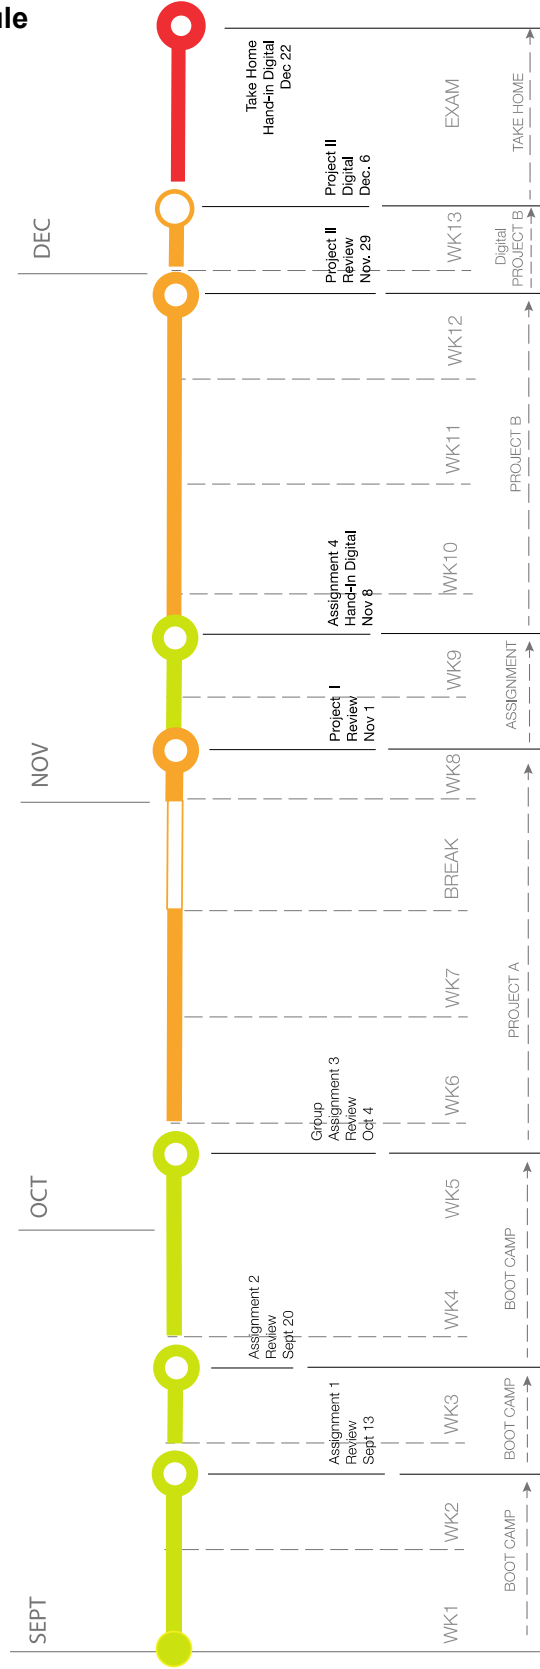 ule
SEPT
OCT
NOV
DEC
Assignment 1
Review
Sept 13
Assignment 2
Review
Sept 20
Group
Assignment 3
Review
Oct 4
Project I
Review
Nov 1
Assignment 4
Hand-In Digital
Nov 8
Project II
Review
Nov. 29
Project II
Digital
Dec. 6
Take Home
Hand-in Digital
Dec 22
WK1
WK2
WK3
WK4
WK5
WK6
WK7
BREAK
WK8
WK9
WK10
WK11
WK12
WK13
EXAM
BOOT CAMP
BOOT CAMP
BOOT CAMP
PROJECT A
ASSIGNMENT
PROJECT B
Digital
PROJECT B
TAKE HOME